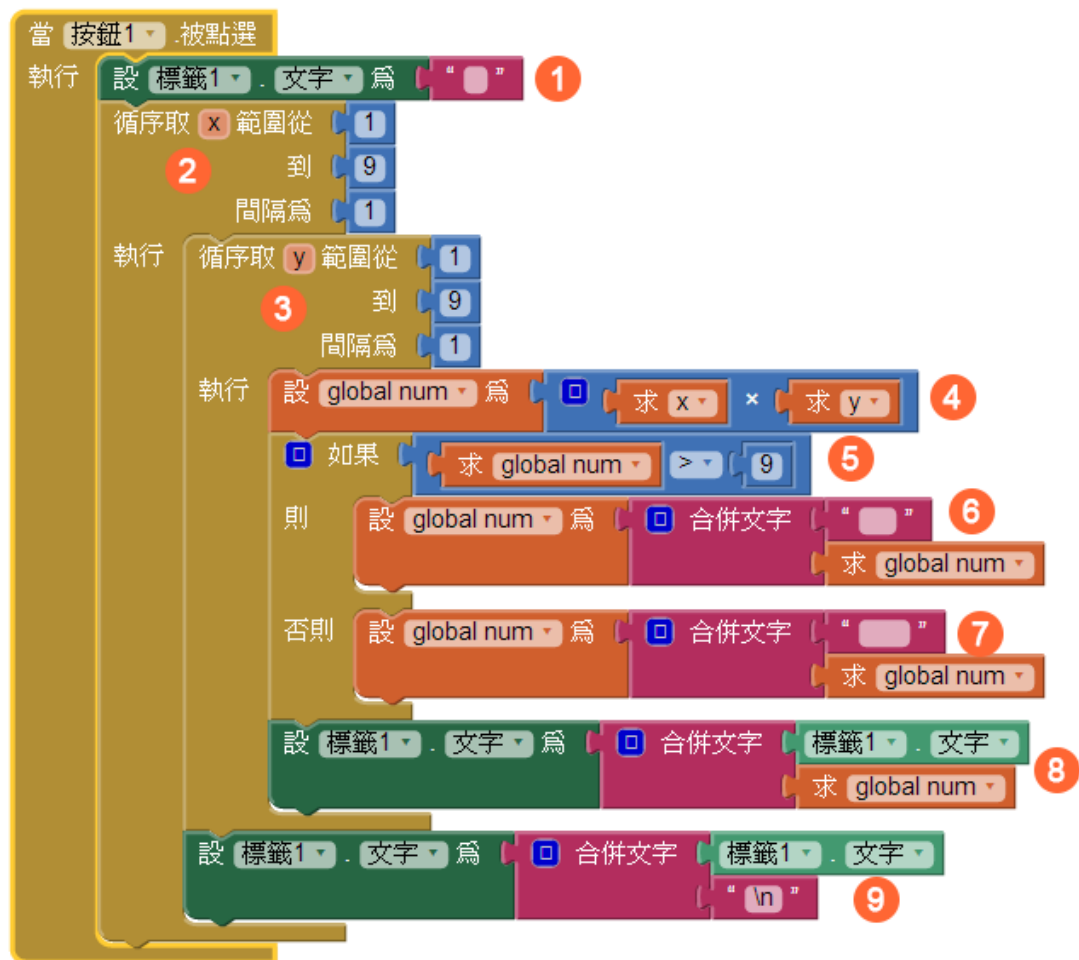 當 按鈕1 .被點選
執行 設 標籤1 . 文字 為 “ ” 1
循序取 x 範圍從 1
2 到 9
間隔為 1
執行 循序取 y 範圍從 1
3 到 9
間隔為 1
執行 設 global num 為 求 x × 求 y 4
如果 求 global num > 9 5
則 設 global num 為 合併文字 “ ” 6
求 global num
否則 設 global num 為 合併文字 “ ” 7
求 global num
設 標籤1 . 文字 為 合併文字 標籤1 . 文字
求 global num 8
設 標籤1 . 文字 為 合併文字 標籤1 . 文字
“ \n ” 9